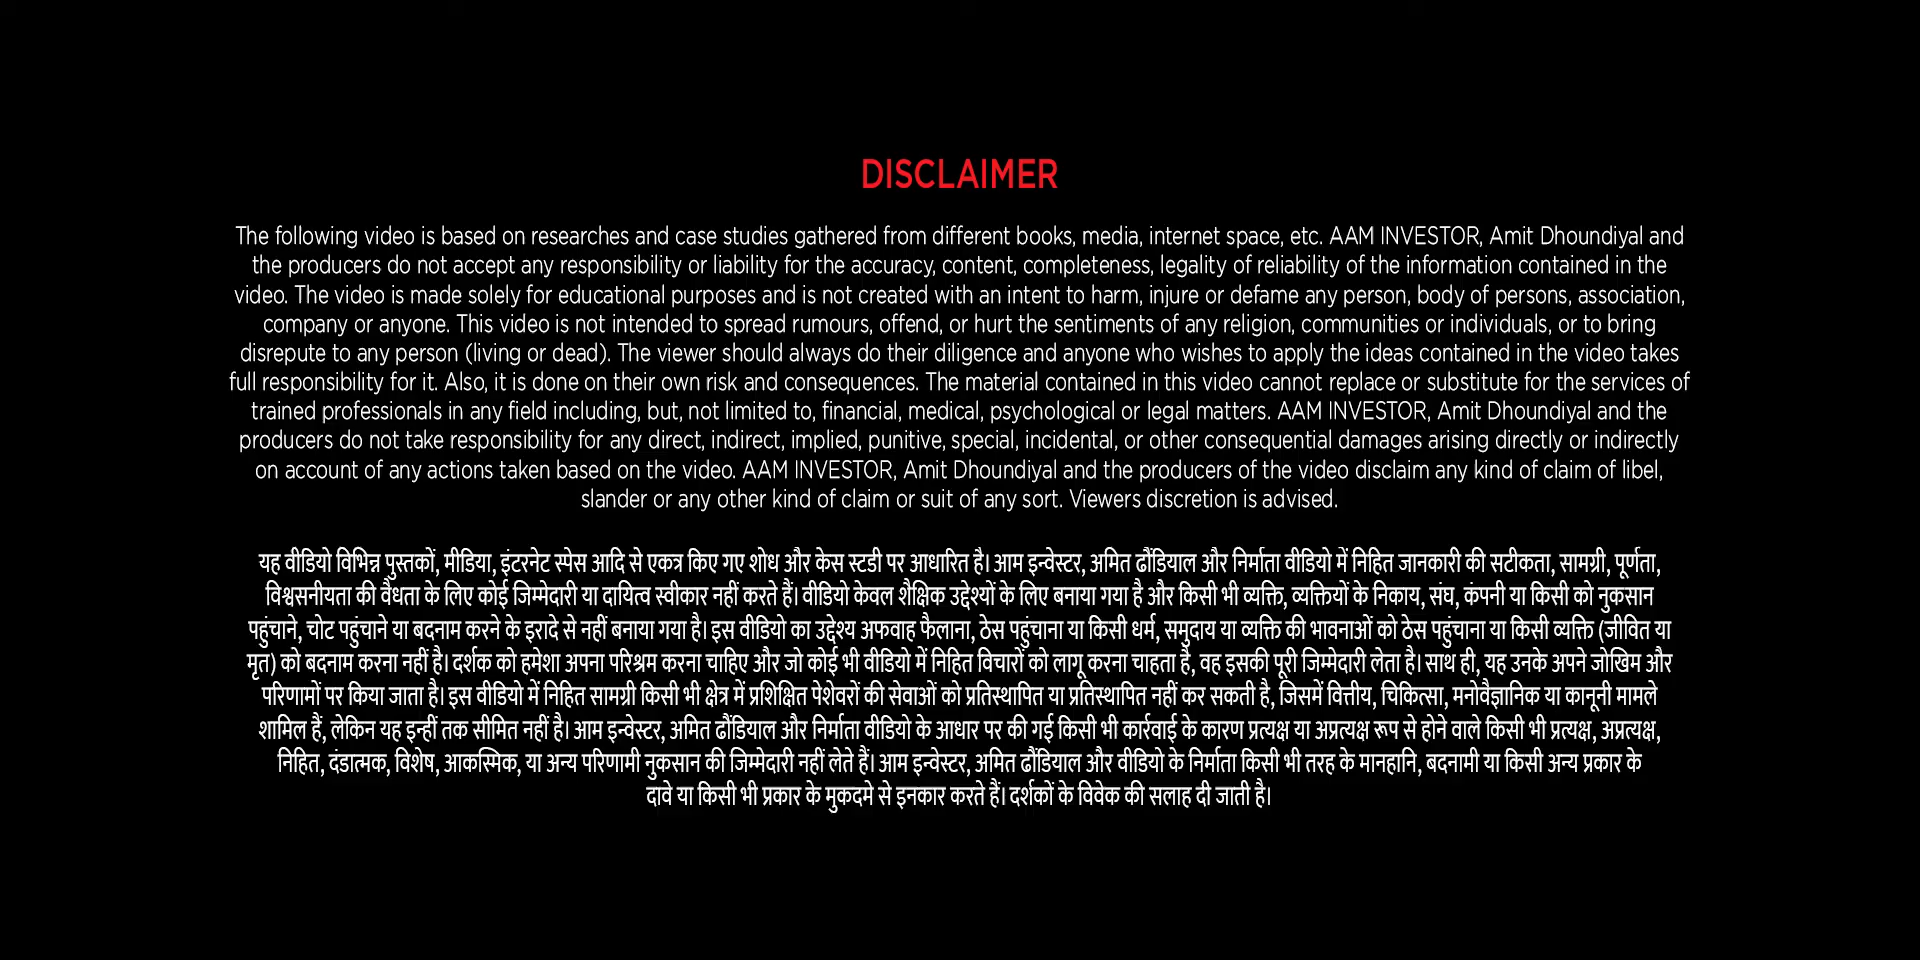 DISCLAIMER
The following video is based on researches and case studies gathered from different books, media, internet space, etc. AAM INVESTOR, Amit Dhoundiyal and
the producers do not accept any responsibility or liability for the accuracy, content, completeness, legality of reliability of the information contained in the
video. The video is made solely for educational purposes and is not created with an intent to harm, injure or defame any person, body of persons, association,
company or anyone. This video is not intended to spread rumours, offend, or hurt the sentiments of any religion, communities or individuals, or to bring
disrepute to any person (living or dead). The viewer should always do their diligence and anyone who wishes to apply the ideas contained in the video takes
full responsibility for it. Also, it is done on their own risk and consequences. The material contained in this video cannot replace or substitute for the services of
trained professionals in any field including, but, not limited to, financial, medical, psychological or legal matters. AAM INVESTOR, Amit Dhoundiyal and the
producers do not take responsibility for any direct, indirect, implied, punitive, special, incidental, or other consequential damages arising directly or indirectly
on account of any actions taken based on the video. AAM INVESTOR, Amit Dhoundiyal and the producers of the video disclaim any kind of claim of libel,
slander or any other kind of claim or suit of any sort. Viewers discretion is advised.
यह वीडियो विभिन्न पुस्तकों, मीडिया, इंटरनेट स्पेस आदि से एकत्र किए गए शोध और केस स्टडी पर आधारित है। आम इन्वेस्टर, अमित ढौंडियाल और निर्माता वीडियो में निहित जानकारी की सटीकता, सामग्री, पूर्णता,
विश्वसनीयता की वैधता के लिए कोई जिम्मेदारी या दायित्व स्वीकार नहीं करते हैं। वीडियो केवल शैक्षिक उद्देश्यों के लिए बनाया गया है और किसी भी व्यक्ति, व्यक्तियों के निकाय, संघ, कंपनी या किसी को नुकसान
पहुंचाने, चोट पहुंचाने या बदनाम करने के इरादे से नहीं बनाया गया है। इस वीडियो का उद्देश्य अफवाह फैलाना, ठेस पहुंचाना या किसी धर्म, समुदाय या व्यक्ति की भावनाओं को ठेस पहुंचाना या किसी व्यक्ति (जीवित या
मृत) को बदनाम करना नहीं है। दर्शक को हमेशा अपना परिश्रम करना चाहिए और जो कोई भी वीडियो में निहित विचारों को लागू करना चाहता है, वह इसकी पूरी जिम्मेदारी लेता है। साथ ही, यह उनके अपने जोखिम और
परिणामों पर किया जाता है। इस वीडियो में निहित सामग्री किसी भी क्षेत्र में प्रशिक्षित पेशेवरों की सेवाओं को प्रतिस्थापित या प्रतिस्थापित नहीं कर सकती है, जिसमें वित्तीय, चिकित्सा, मनोवैज्ञानिक या कानूनी मामले
शामिल हैं, लेकिन यह इन्हीं तक सीमित नहीं है। आम इन्वेस्टर, अमित ढौंडियाल और निर्माता वीडियो के आधार पर की गई किसी भी कार्रवाई के कारण प्रत्यक्ष या अप्रत्यक्ष रूप से होने वाले किसी भी प्रत्यक्ष, अप्रत्यक्ष,
निहित, दंडात्मक, विशेष, आकस्मिक, या अन्य परिणामी नुकसान की जिम्मेदारी नहीं लेते हैं। आम इन्वेस्टर, अमित ढौंडियाल और वीडियो के निर्माता किसी भी तरह के मानहानि, बदनामी या किसी अन्य प्रकार के
दावे या किसी भी प्रकार के मुकदमे से इनकार करते हैं। दर्शकों के विवेक की सलाह दी जाती है।